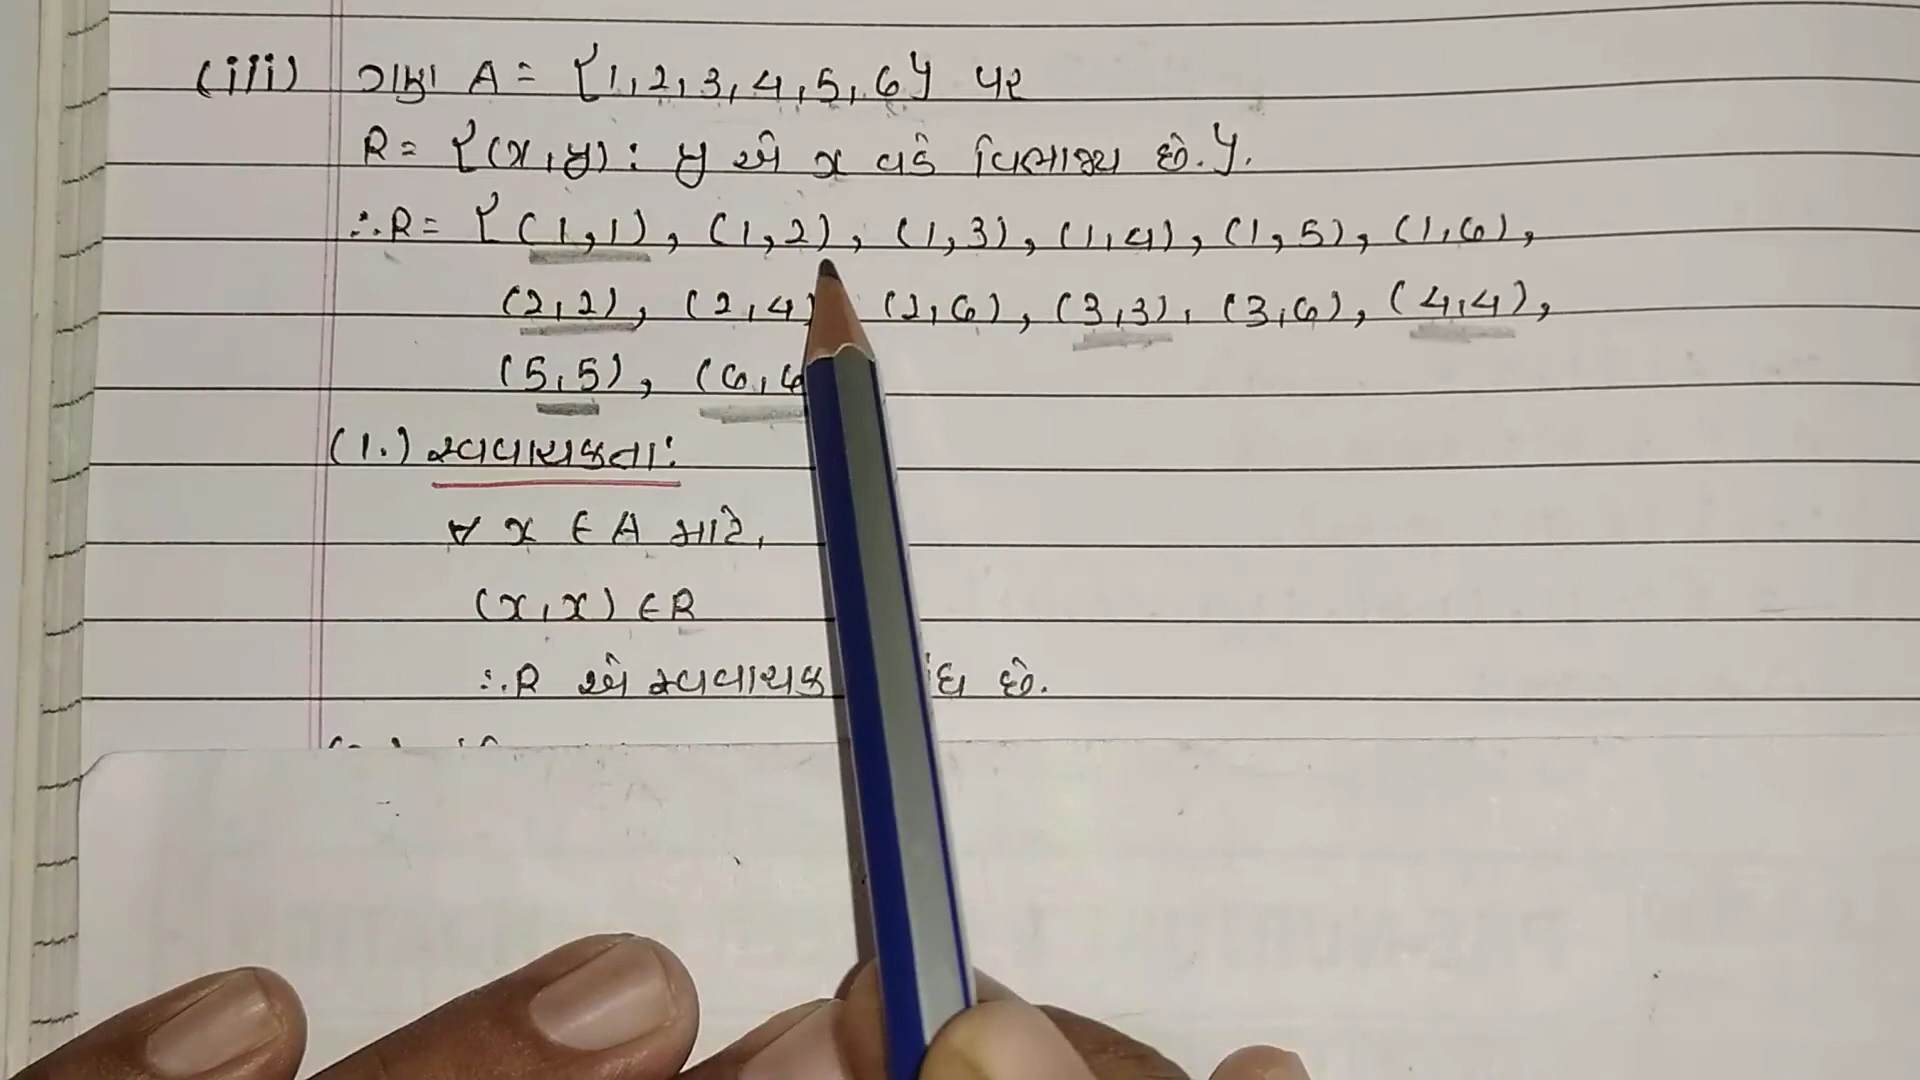 (iii) ગણ A = {1,2,3,4,5,6} પર
R = {(x,y) : y એ x વડે વિભાજ્ય છે.}.
∴R = {(1,1), (1,2), (1,3), (1,4), (1,5), (1,6),
(2,2), (2,4) (2,6), (3,3), (3,6), (4,4),
(5,5), (6,6
(1.) સ્વવાચકતા:
∀ x ∈ A માટે,
(x,x) ∈ R
∴R એ સ્વવાચક ંધ છે.